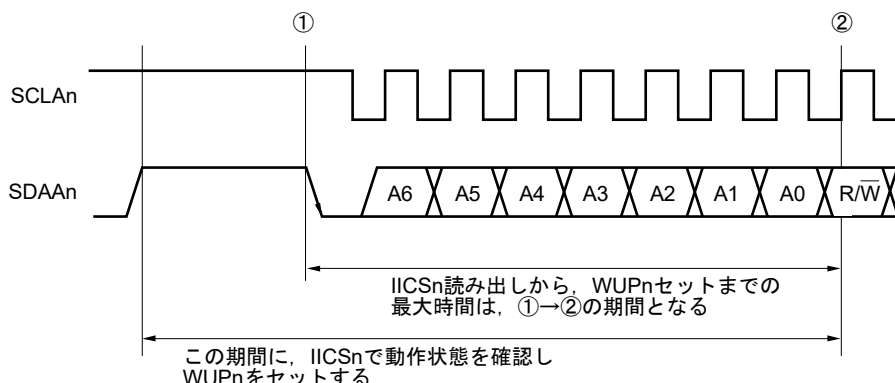 ① ②
SCLAn
SDAAn A6 A5 A4 A3 A2 A1 A0 R/W̅
IICSn読み出しから，WUPnセットまでの
最大時間は，①→②の期間となる
この期間に，IICSnで動作状態を確認し
WUPnをセットする